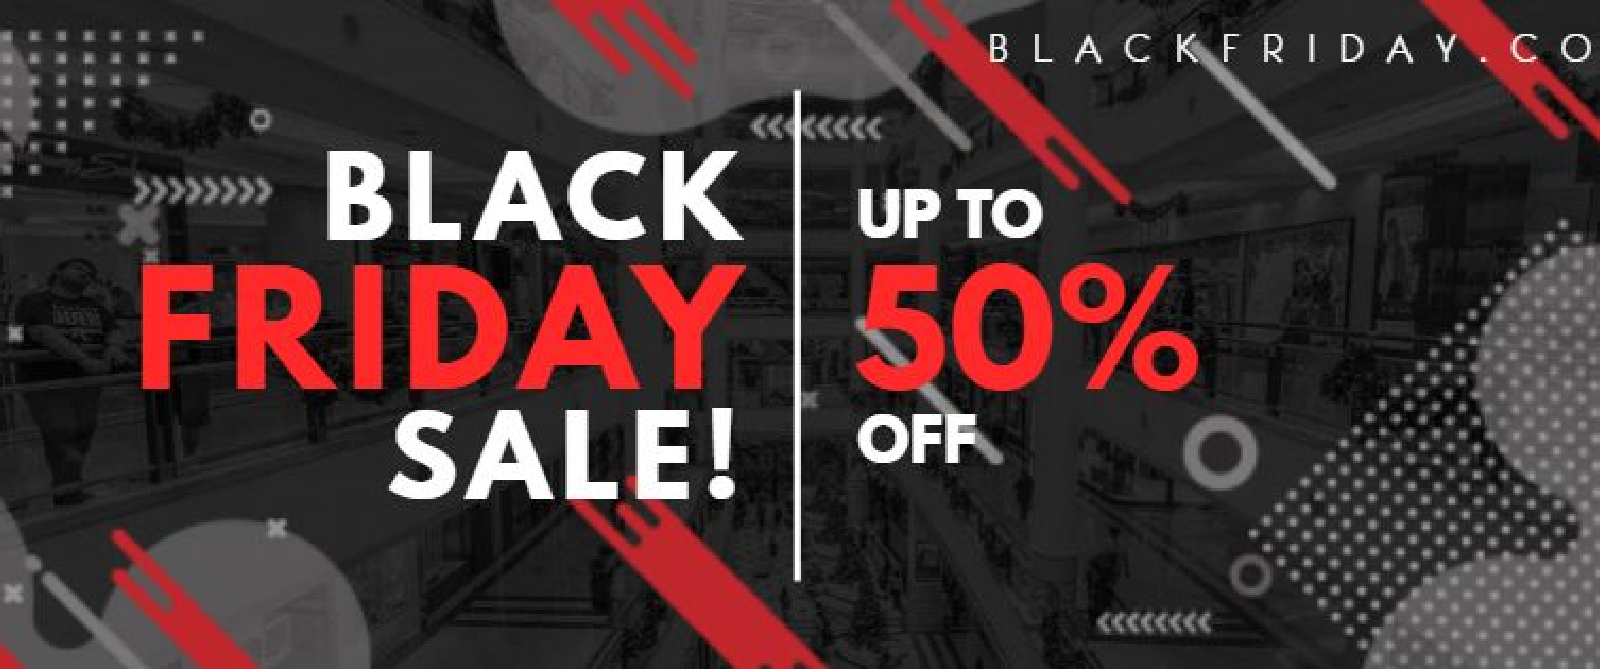 BLACKFRIDAY.CO
BLACK
FRIDAY
SALE!
UP TO
50%
OFF